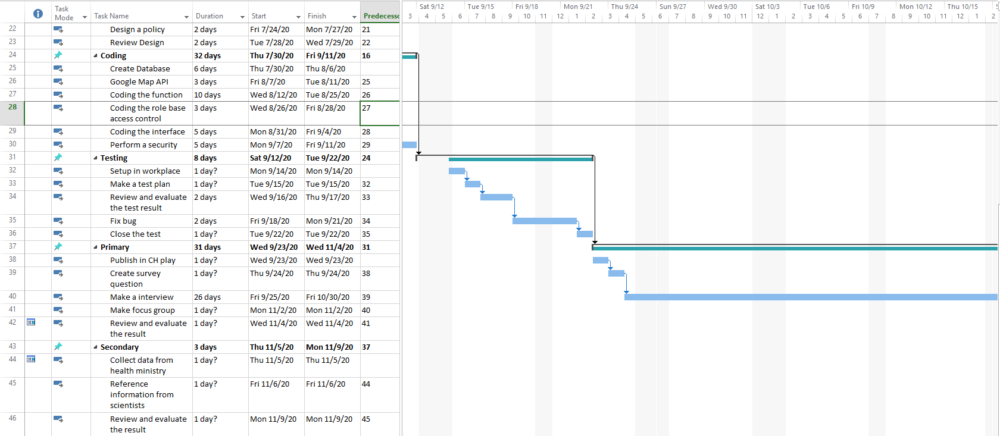 Task Mode Task Name Duration Start Finish Predecesso
Sat 9/12 Tue 9/15 Fri 9/18 Mon 9/21 Thu 9/24 Sun 9/27 Wed 9/30 Sat 10/3 Tue 10/6 Fri 10/9 Mon 10/12 Thu 10/15 S
3 4 5 6 7 8 9 10 11 12 1 2 3 4 5 6 7 8 9 10 11 12 1 2 3 4 5 6 7 8 9 10 11 12 1 2
22 Design a policy 2 days Fri 7/24/20 Mon 7/27/20 21
23 Review Design 2 days Tue 7/28/20 Wed 7/29/20 22
24 Coding 32 days Thu 7/30/20 Fri 9/11/20 16
25 Create Database 6 days Thu 7/30/20 Thu 8/6/20
26 Google Map API 3 days Fri 8/7/20 Tue 8/11/20 25
27 Coding the function 10 days Wed 8/12/20 Tue 8/25/20 26
28 Coding the role base 3 days Wed 8/26/20 Fri 8/28/20 27
access control
29 Coding the interface 5 days Mon 8/31/20 Fri 9/4/20 28
30 Perform a security 5 days Mon 9/7/20 Fri 9/11/20 29
31 Testing 8 days Sat 9/12/20 Tue 9/22/20 24
32 Setup in workplace 1 day? Mon 9/14/20 Mon 9/14/20
33 Make a test plan 1 day? Tue 9/15/20 Tue 9/15/20 32
34 Review and evaluate 2 days Wed 9/16/20 Thu 9/17/20 33
the test result
35 Fix bug 2 days Fri 9/18/20 Mon 9/21/20 34
36 Close the test 1 day? Tue 9/22/20 Tue 9/22/20 35
37 Primary 31 days Wed 9/23/20 Wed 11/4/20 31
38 Publish in CH play 1 day? Wed 9/23/20 Wed 9/23/20
39 Create survey 1 day? Thu 9/24/20 Thu 9/24/20 38
question
40 Make a interview 26 days Fri 9/25/20 Fri 10/30/20 39
41 Make focus group 1 day? Mon 11/2/20 Mon 11/2/20 40
42 Review and evaluate 1 day? Wed 11/4/20 Wed 11/4/20 41
the result
43 Secondary 3 days Thu 11/5/20 Mon 11/9/20 37
44 Collect data from 1 day? Thu 11/5/20 Thu 11/5/20
health ministry
45 Reference 1 day? Fri 11/6/20 Fri 11/6/20 44
information from
scientists
46 Review and evaluate 1 day? Mon 11/9/20 Mon 11/9/20 45
the result